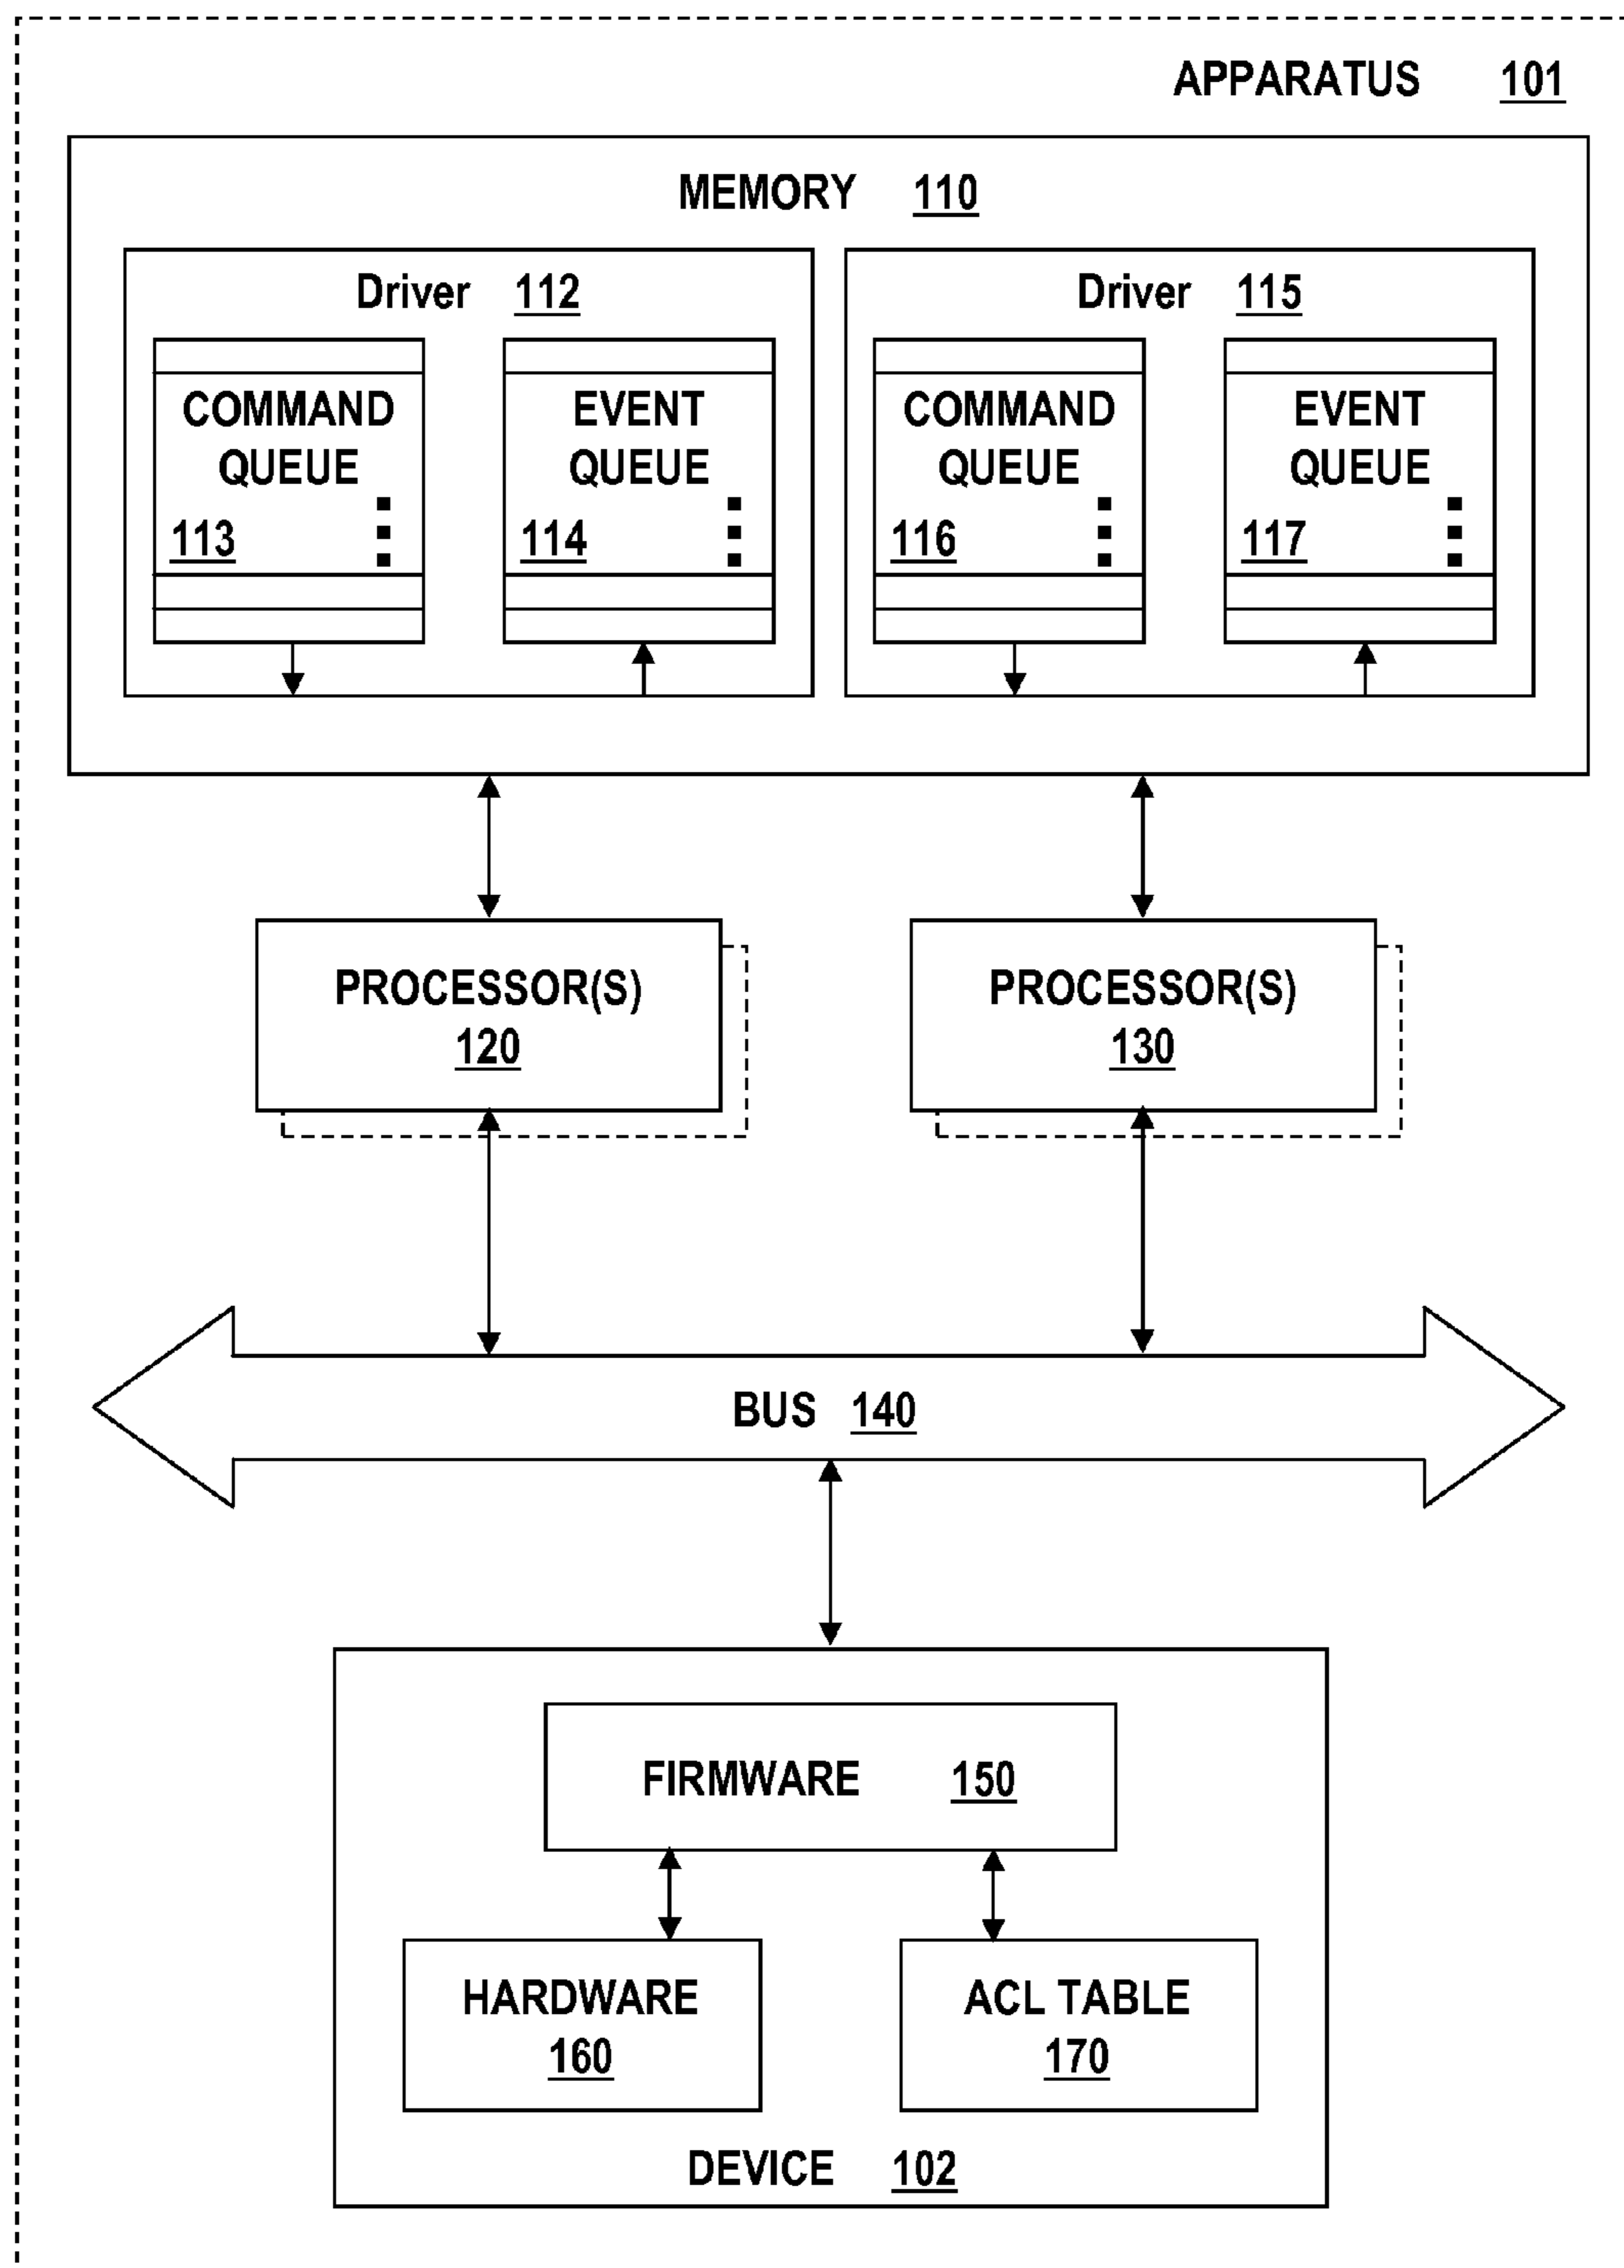 APPARATUS 101
MEMORY 110
Driver 112
COMMAND
QUEUE
113
EVENT
QUEUE
114
Driver 115
COMMAND
QUEUE
116
EVENT
QUEUE
117
PROCESSOR(S)
120
PROCESSOR(S)
130
BUS 140
FIRMWARE 150
HARDWARE
160
ACL TABLE
170
DEVICE 102